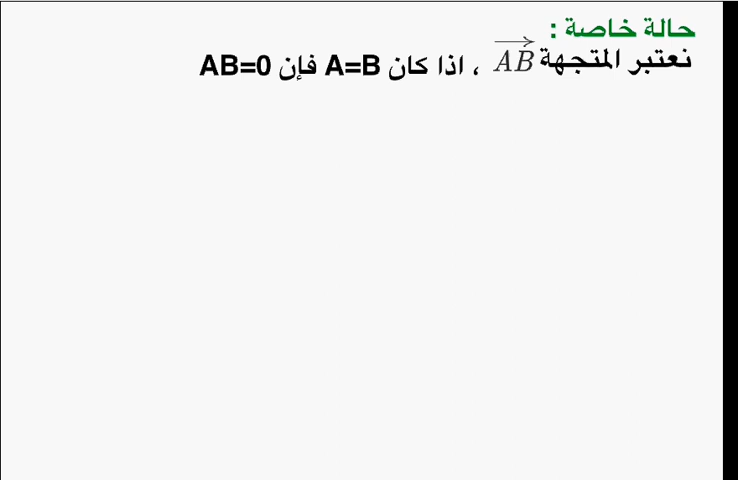 حالة خاصة :
نعتبر المتجهة $\overrightarrow{AB}$ ، اذا كان A=B فإن AB=0